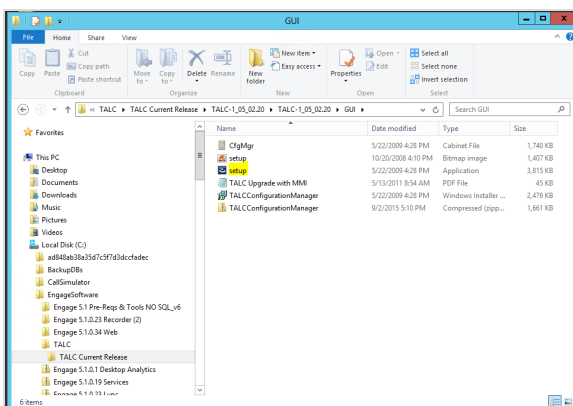 GUI
File Home Share View
Copy
Paste
Cut
Copy path
Paste shortcut
Clipboard
Move to
Copy to
Delete
Rename
Organize
New folder
New item
Easy access
New
Properties
Open
Edit
Open
Select all
Select none
Invert selection
Select
« TALC TALC Current Release TALC-1_05_02.20 TALC-1_05_02.20 GUI
Search GUI
Favorites
This PC
Desktop
Documents
Downloads
Music
Pictures
Videos
Local Disk (C:)
ad848ab38a35d7c5f7d3dccfadec
BackupDBs
CallSimulator
EngageSoftware
Engage 5.1 Pre-Reqs & Tools NO SQL_v6
Engage 5.1.0.23 Recorder (2)
Engage 5.1.0.34 Web
TALC
TALC Current Release
Engage 5.1.0.1 Desktop Analytics
Engage 5.1.0.19 Services
Engage 5.1.0.23 Lync
Name Date modified Type Size
CfgMgr 5/22/2009 4:28 PM Cabinet File 1,740 KB
setup 10/20/2008 4:10 PM Bitmap image 1,407 KB
setup 5/22/2009 4:28 PM Application 3,815 KB
TALC Upgrade with MMI 5/13/2011 8:54 AM PDF File 45 KB
TALCConfigurationManager 5/22/2009 4:28 PM Windows Installer ... 2,476 KB
TALCConfigurationManager 9/2/2015 5:10 PM Compressed (zipp... 1,661 KB
6 items